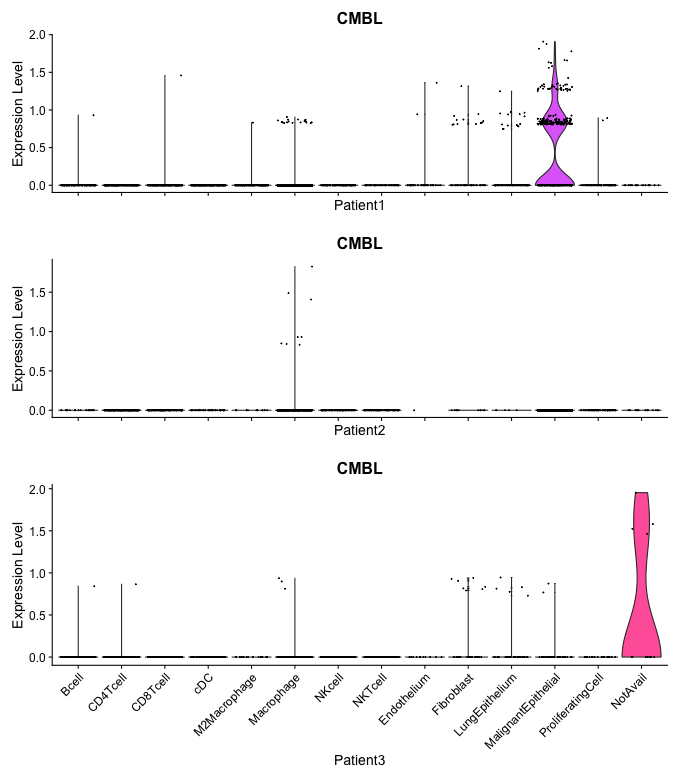 CMBL
2.0
1.5
1.0
0.5
0.0
Expression Level
Patient1
CMBL
1.5
1.0
0.5
0.0
Expression Level
Patient2
CMBL
2.0
1.5
1.0
0.5
0.0
Expression Level
Bcell
CD4Tcell
CD8Tcell
cDC
M2Macrophage
Macrophage
NKcell
NKTcell
Endothelium
Fibroblast
LungEpithelium
MalignantEpithelial
ProliferatingCell
NotAvail
Patient3